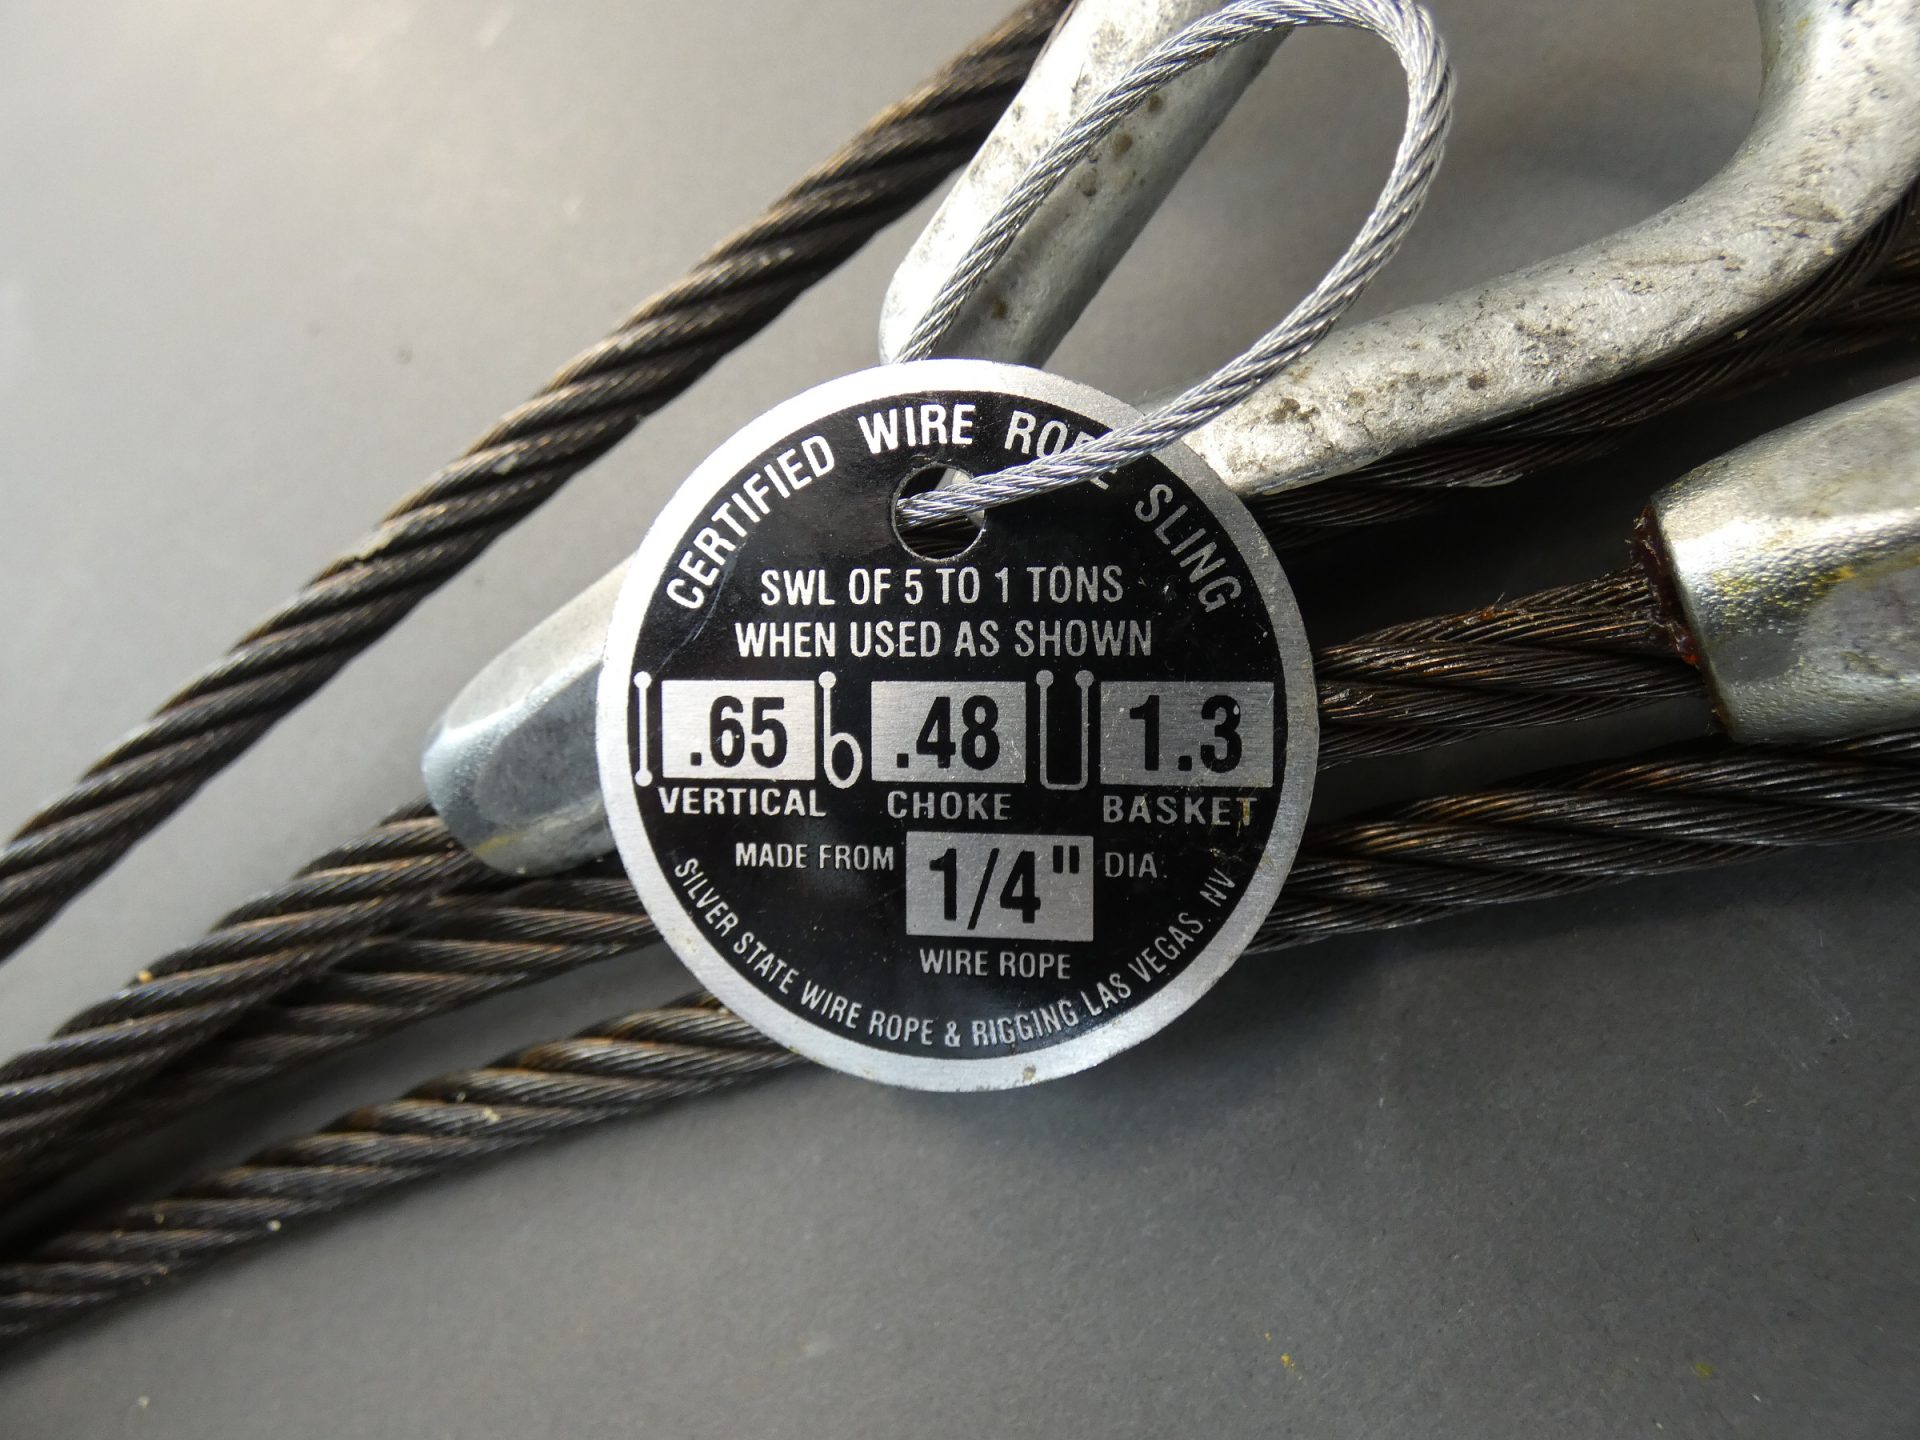 CERTIFIED WIRE ROPE SLING
SWL OF 5 TO 1 TONS
WHEN USED AS SHOWN
.65 .48 1.3
VERTICAL CHOKE BASKET
MADE FROM 1/4" DIA.
WIRE ROPE
SILVER STATE WIRE ROPE & RIGGING LAS VEGAS. NV